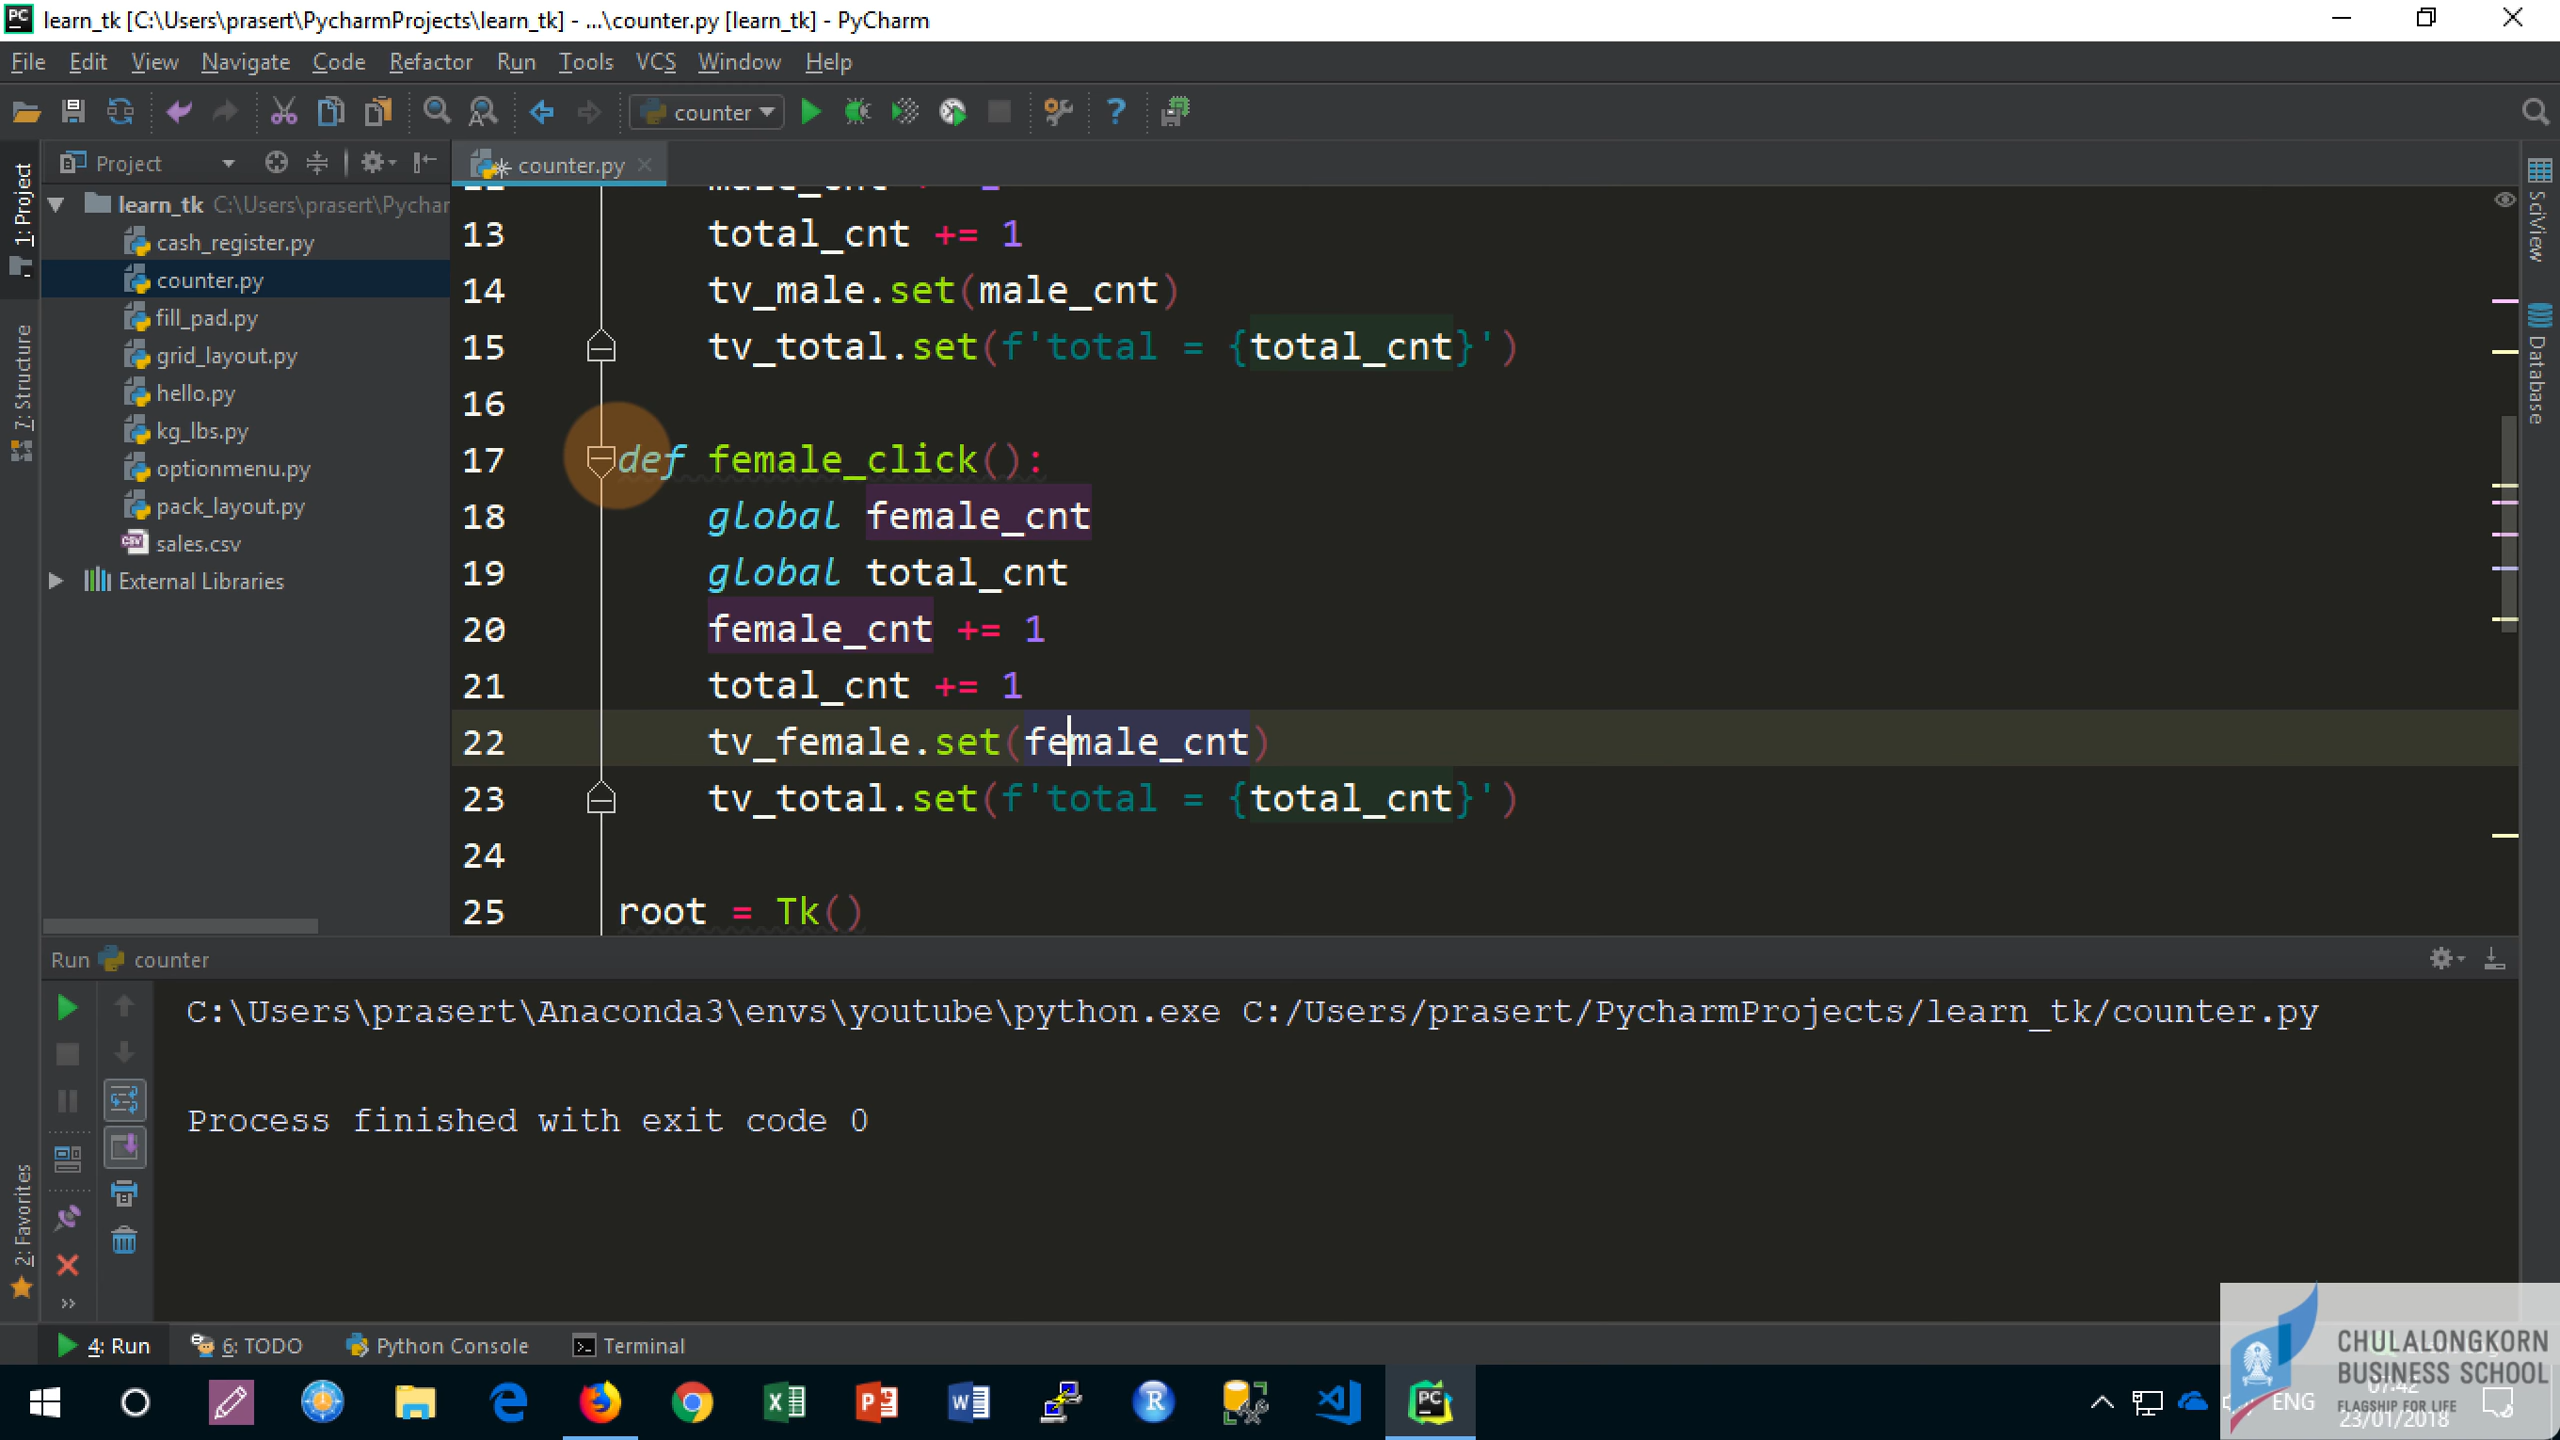 learn_tk [C:\Users\prasert\PycharmProjects\learn_tk] - ...\counter.py [learn_tk] - PyCharm
File Edit View Navigate Code Refactor Run Tools VCS Window Help
counter
Project
counter.py
1: Project
7: Structure
2: Favorites
learn_tk C:\Users\prasert\Pychar
cash_register.py
counter.py
fill_pad.py
grid_layout.py
hello.py
kg_lbs.py
optionmenu.py
pack_layout.py
sales.csv
External Libraries
13 total_cnt += 1
14 tv_male.set(male_cnt)
15 tv_total.set(f'total = {total_cnt}')
16
17 def female_click():
18 global female_cnt
19 global total_cnt
20 female_cnt += 1
21 total_cnt += 1
22 tv_female.set(female_cnt)
23 tv_total.set(f'total = {total_cnt}')
24
25 root = Tk()
SciView
Database
Run counter
C:\Users\prasert\Anaconda3\envs\youtube\python.exe C:/Users/prasert/PycharmProjects/learn_tk/counter.py
Process finished with exit code 0
4: Run 6: TODO Python Console Terminal
ENG
07:42
23/01/2018
CHULALONGKORN
BUSINESS SCHOOL
FLAGSHIP FOR LIFE